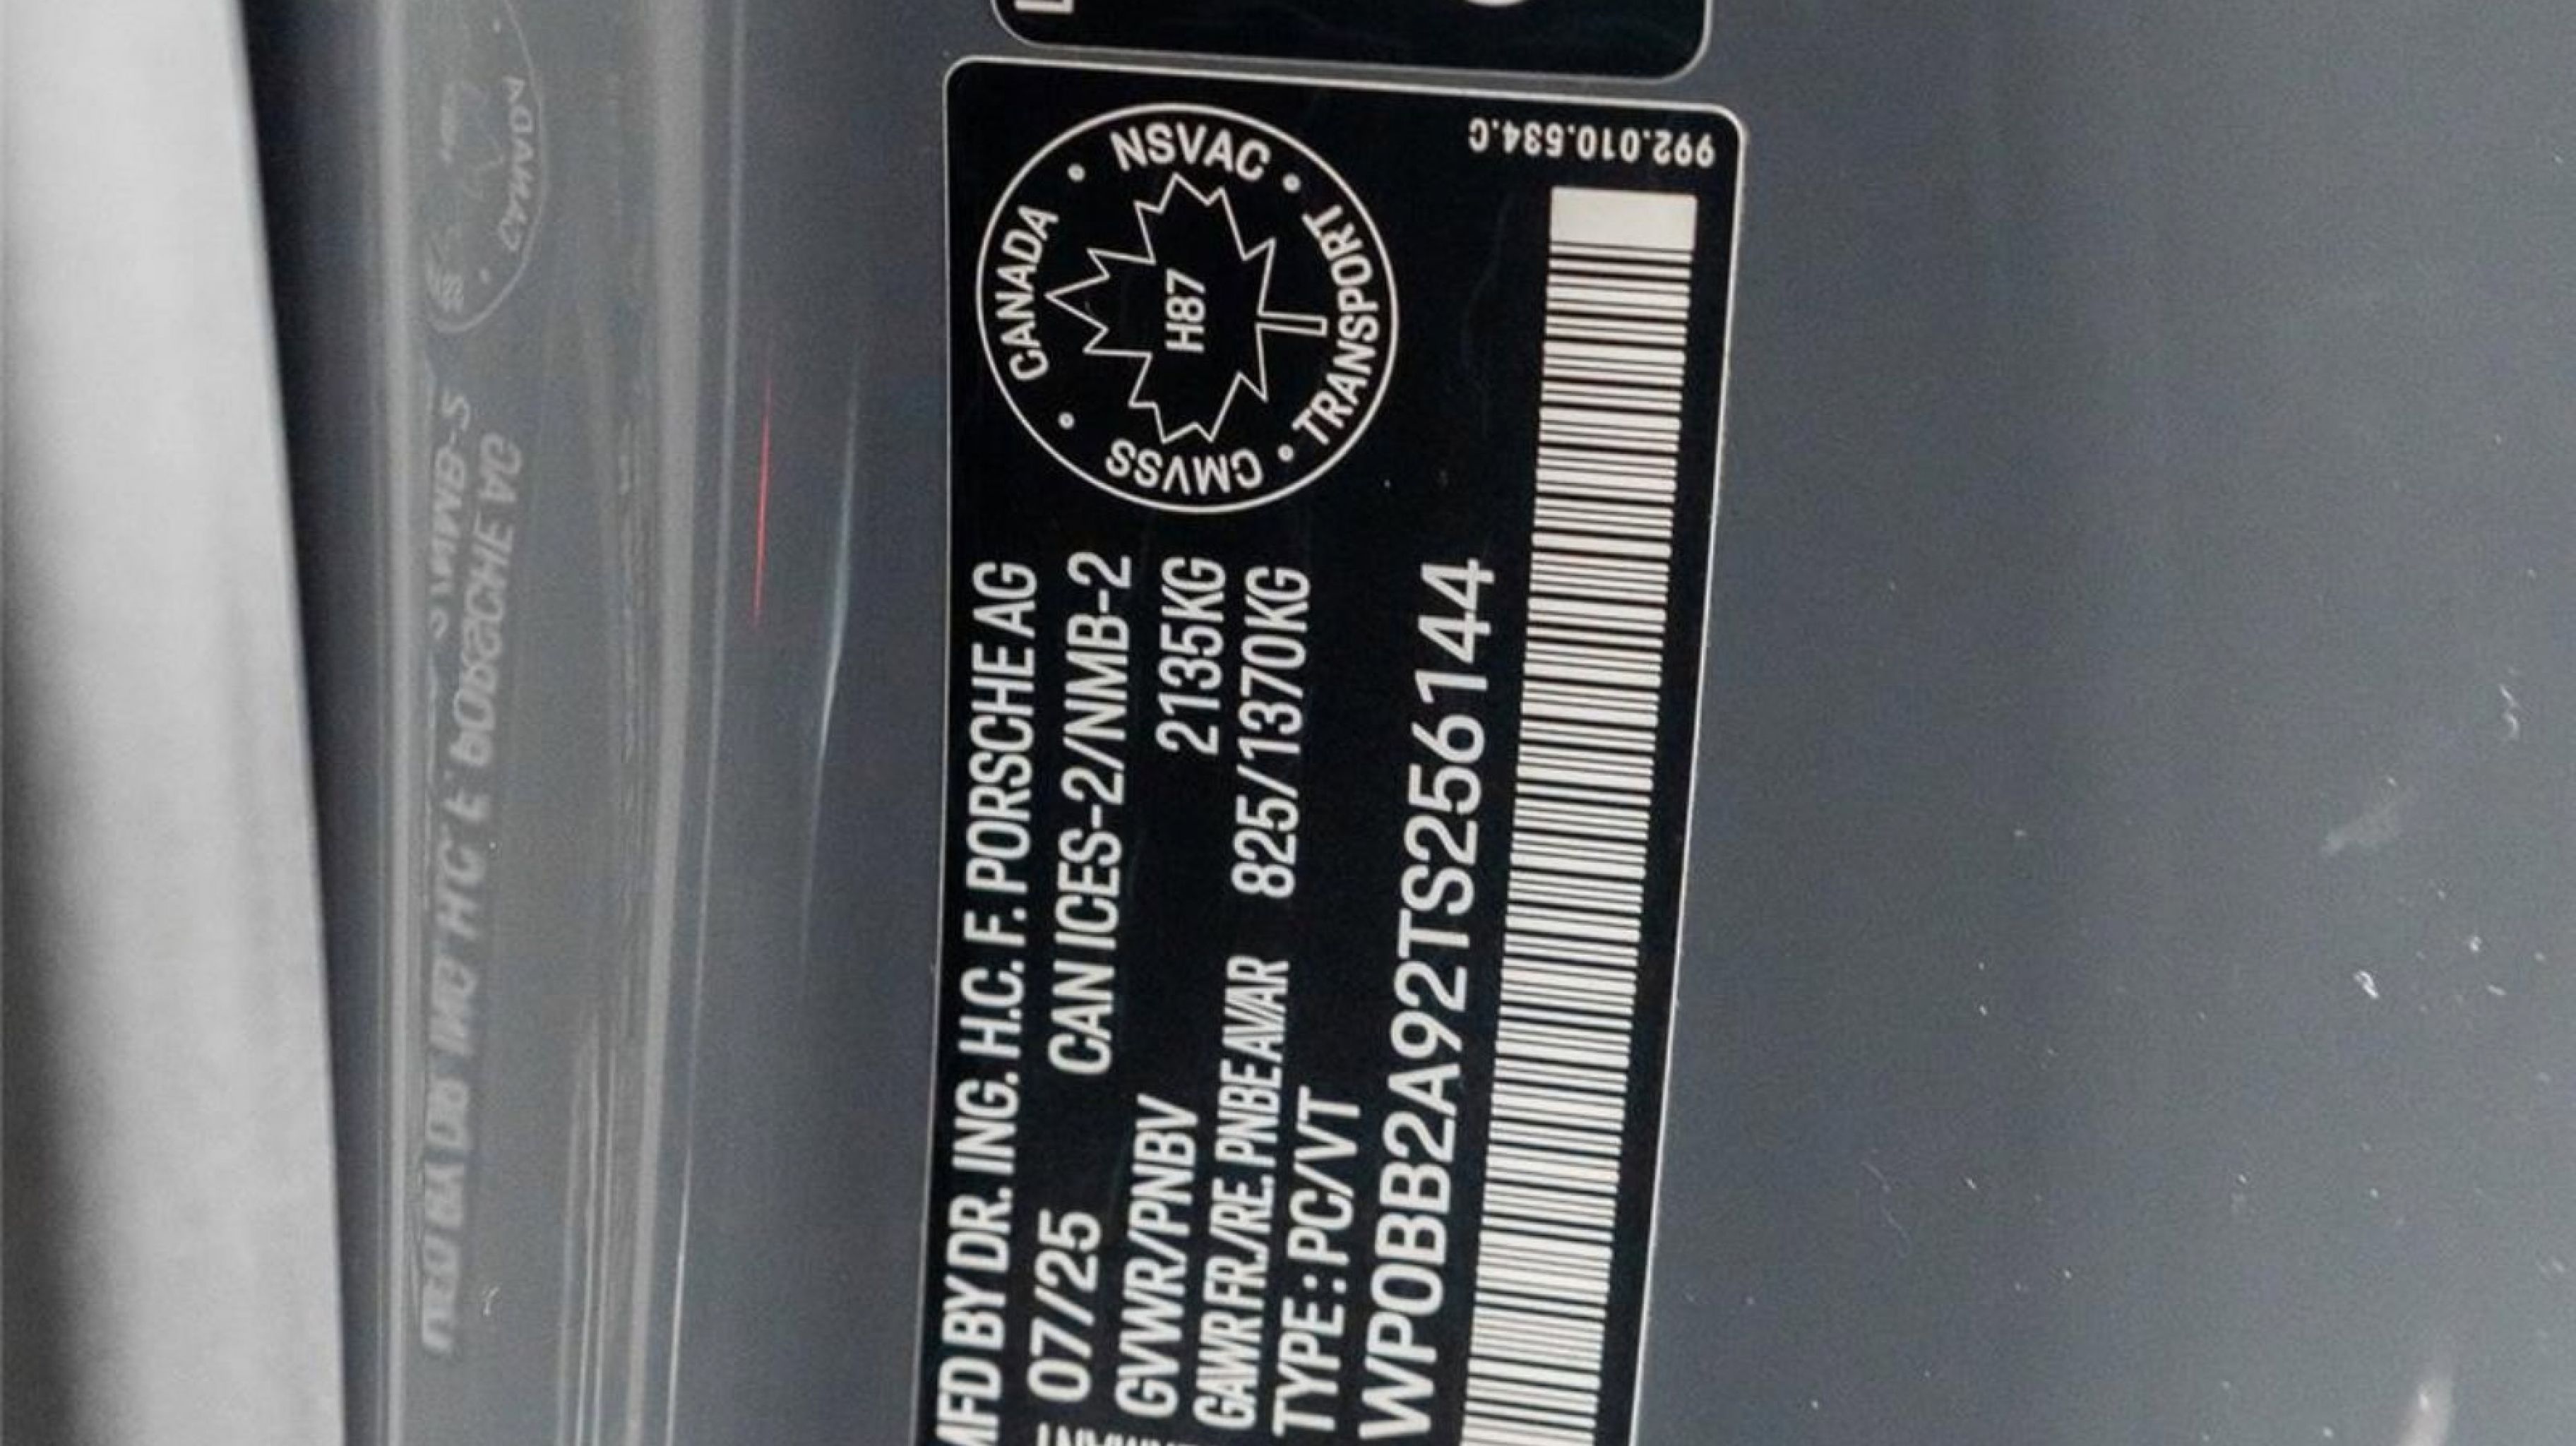 MFD BY DR. ING. H.C. F. PORSCHE AG
07/25 CAN ICES-2/NMB-2
GVWR/PNBV 2135KG
GAWR FR./RE. PNBE AV/AR 825/1370KG
TYPE : PC/VT
WP0BB2A92TS256144
CANADA • NSVAC • TRANSPORT • CMVSS •
H87
992.010.534.C